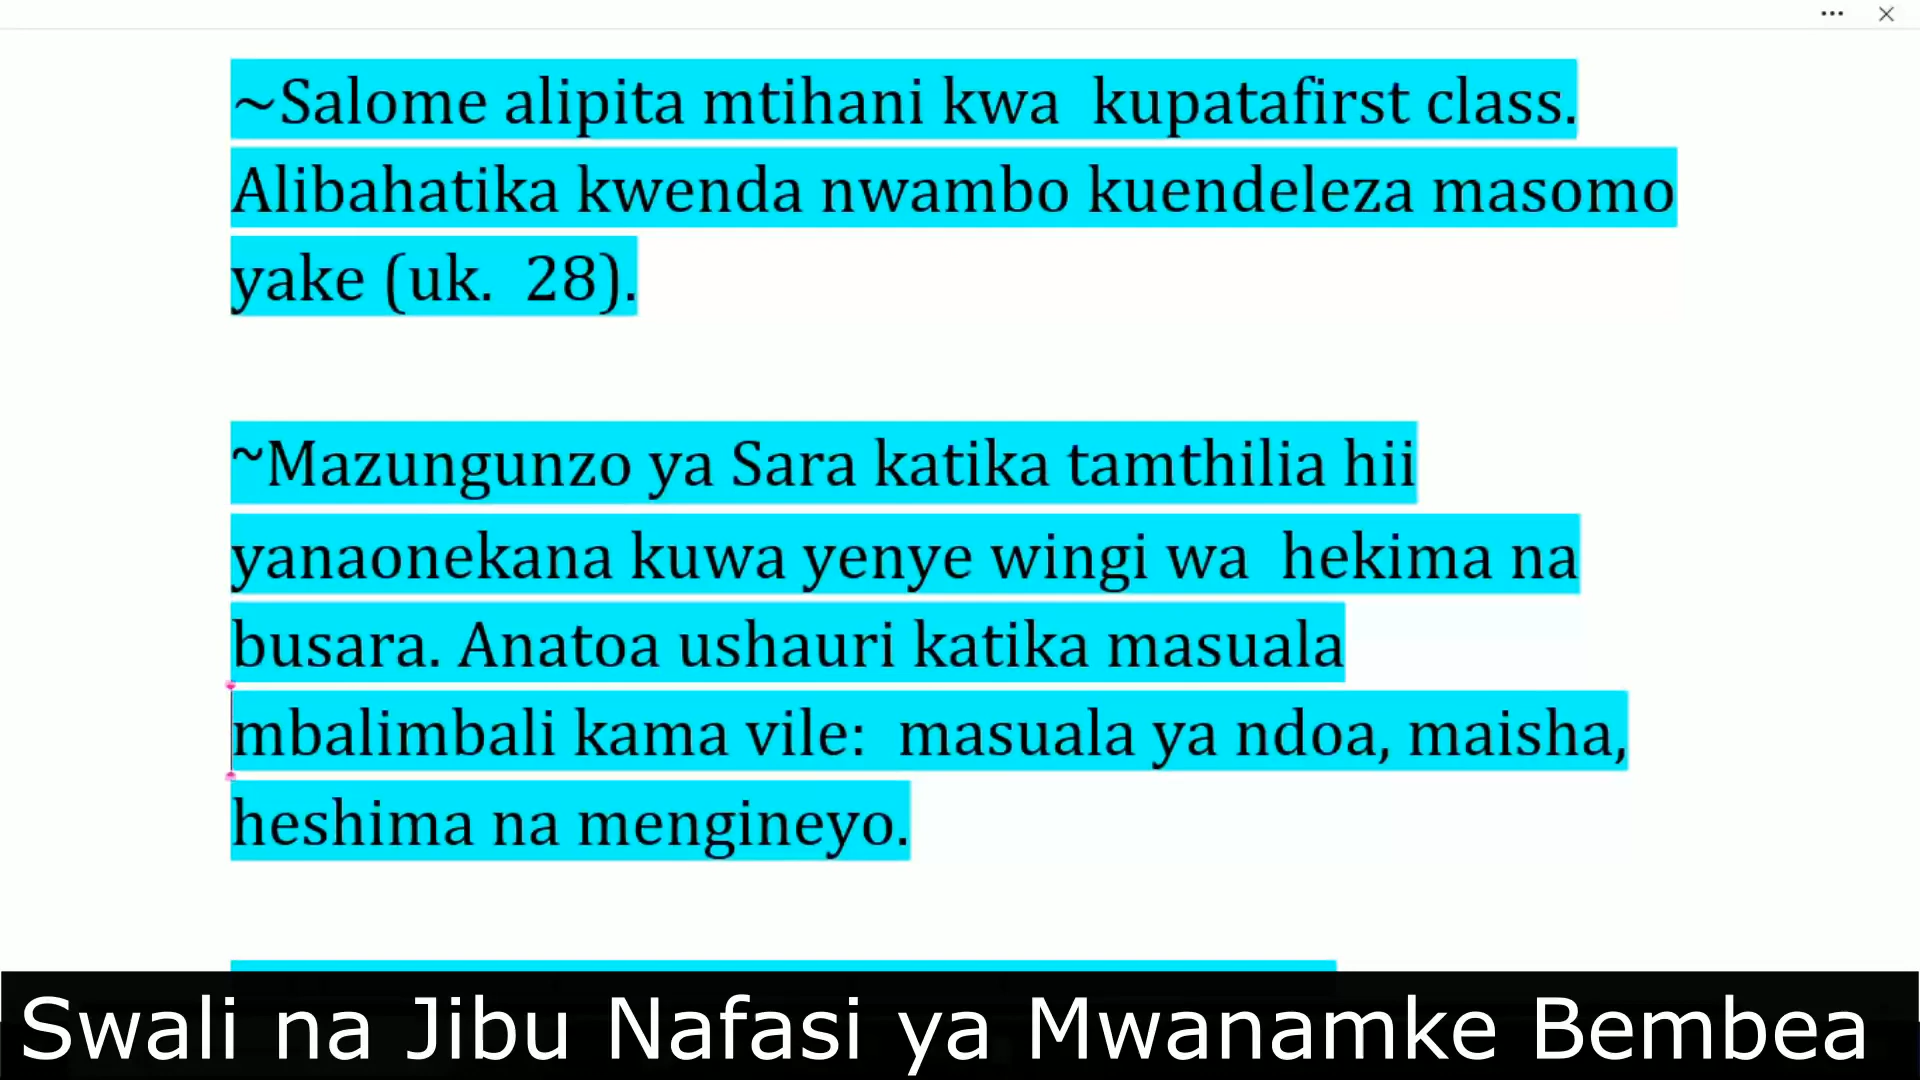 ~Salome alipita mtihani kwa kupatafirst class.
Alibahatika kwenda nwambo kuendeleza masomo
yake (uk. 28).
~Mazungunzo ya Sara katika tamthilia hii
yanaonekana kuwa yenye wingi wa hekima na
busara. Anatoa ushauri katika masuala
mbalimbali kama vile: masuala ya ndoa, maisha,
heshima na mengineyo.
Swali na Jibu Nafasi ya Mwanamke Bembea